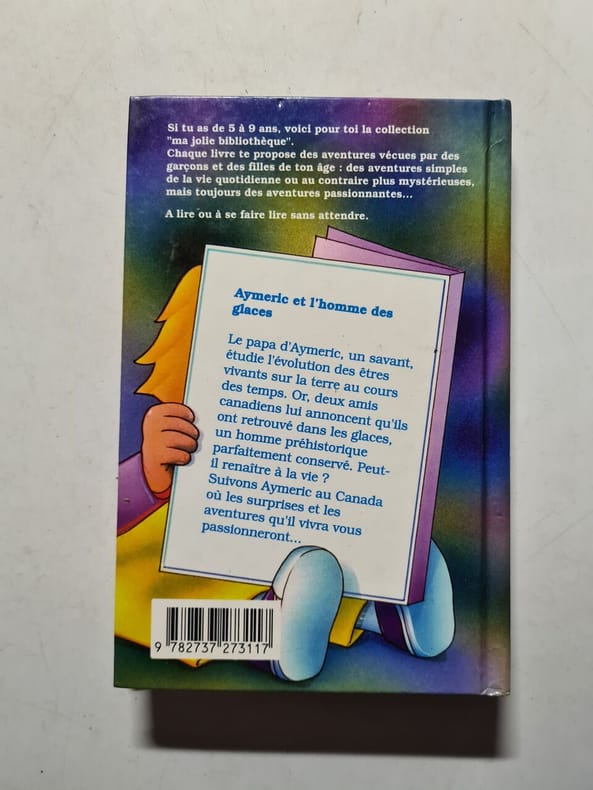 Si tu as de 5 à 9 ans, voici pour toi la collection
"ma jolie bibliothèque".
Chaque livre te propose des aventures vécues par des
garçons et des filles de ton âge : des aventures simples
de la vie quotidienne ou au contraire plus mystérieuses,
mais toujours des aventures passionnantes...
A lire ou à se faire lire sans attendre.
Aymeric et l'homme des
glaces
Le papa d'Aymeric, un savant,
étudie l'évolution des êtres
vivants sur la terre au cours
des temps. Or, deux amis
canadiens lui annoncent qu'ils
ont retrouvé dans les glaces,
un homme préhistorique
parfaitement conservé. Peut-
il renaître à la vie ?
Suivons Aymeric au Canada
où les surprises et les
aventures qu'il vivra vous
passionneront...
9 782737 273117